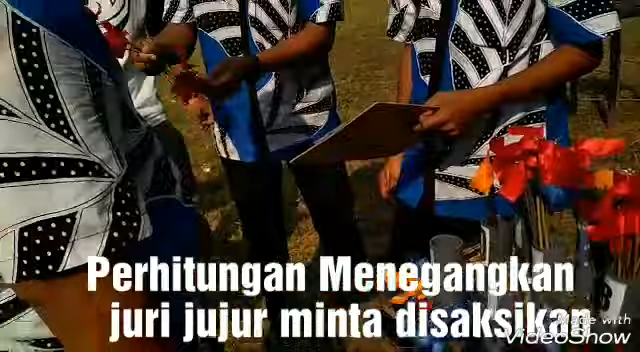 Perhitungan Menegangkan
juri jujur minta disaksikan
Made with
VideoShow
B